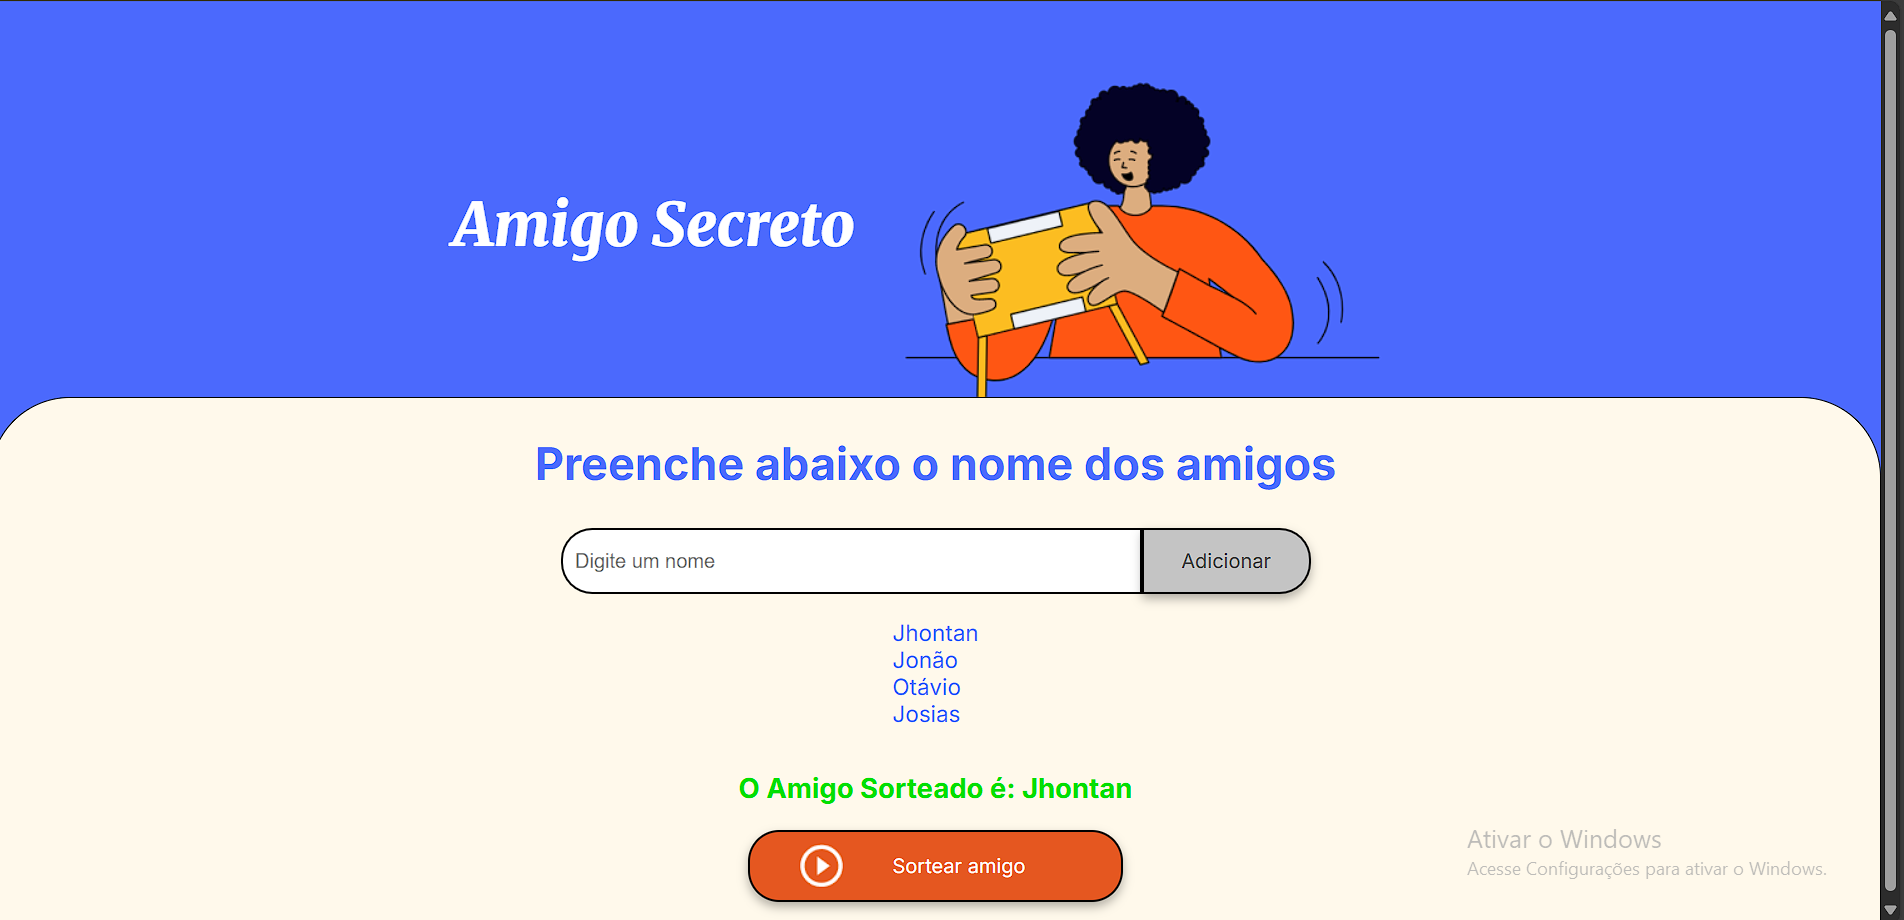 Amigo Secreto
Preenche abaixo o nome dos amigos
Digite um nome
Adicionar
Jhontan
Jonão
Otávio
Josias
O Amigo Sorteado é: Jhontan
Sortear amigo
Ativar o Windows
Acesse Configurações para ativar o Windows.